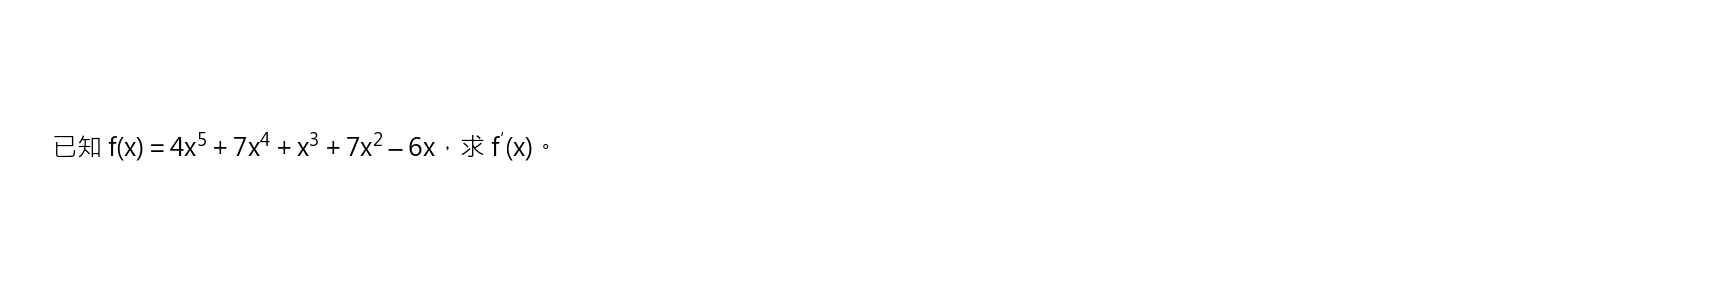 已知 f(x) = 4x⁵ + 7x⁴ + x³ + 7x² – 6x，求 f′(x)。